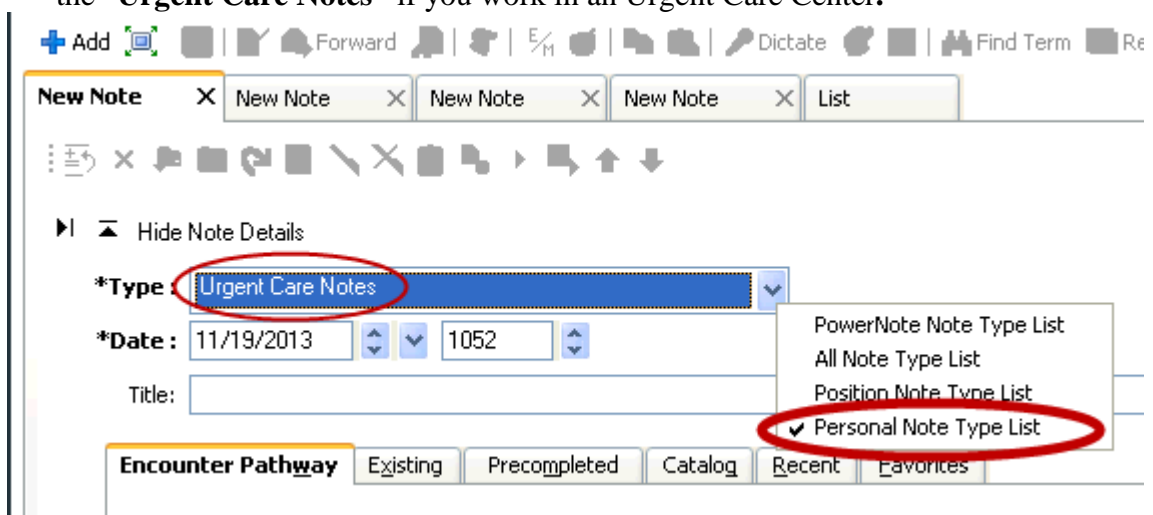 the "Urgent Care Notes" if you work in an Urgent Care Center.
Add Forward E/M Dictate Find Term Re
New Note New Note New Note New Note List
Hide Note Details
*Type : Urgent Care Notes
*Date : 11/19/2013 1052
Title:
PowerNote Note Type List
All Note Type List
Position Note Type List
Personal Note Type List
Encounter Pathway Existing Precompleted Catalog Recent Favorites